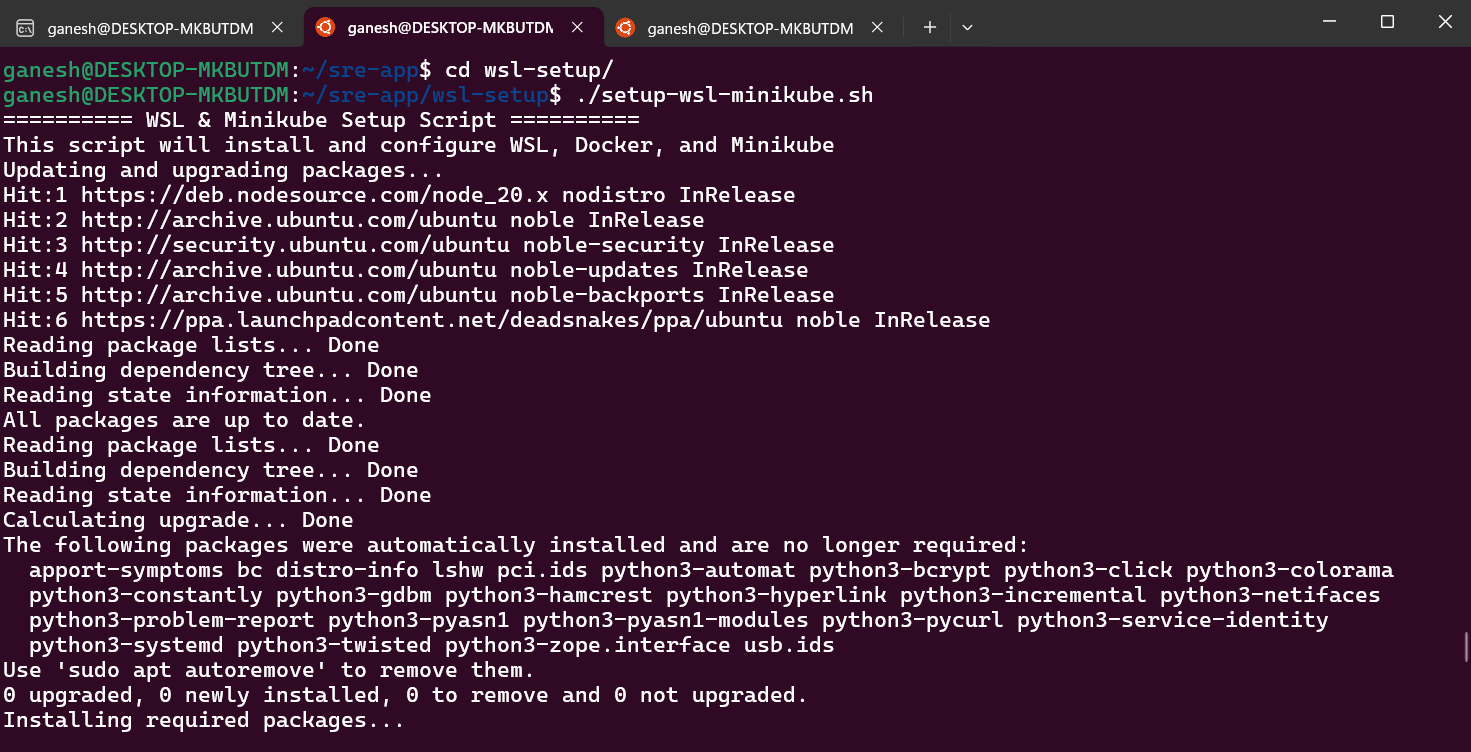 ganesh@DESKTOP-MKBUTDM
ganesh@DESKTOP-MKBUTDM
ganesh@DESKTOP-MKBUTDM
ganesh@DESKTOP-MKBUTDM:~/sre-app$ cd wsl-setup/
ganesh@DESKTOP-MKBUTDM:~/sre-app/wsl-setup$ ./setup-wsl-minikube.sh
========== WSL & Minikube Setup Script ==========
This script will install and configure WSL, Docker, and Minikube
Updating and upgrading packages...
Hit:1 https://deb.nodesource.com/node_20.x nodistro InRelease
Hit:2 http://archive.ubuntu.com/ubuntu noble InRelease
Hit:3 http://security.ubuntu.com/ubuntu noble-security InRelease
Hit:4 http://archive.ubuntu.com/ubuntu noble-updates InRelease
Hit:5 http://archive.ubuntu.com/ubuntu noble-backports InRelease
Hit:6 https://ppa.launchpadcontent.net/deadsnakes/ppa/ubuntu noble InRelease
Reading package lists... Done
Building dependency tree... Done
Reading state information... Done
All packages are up to date.
Reading package lists... Done
Building dependency tree... Done
Reading state information... Done
Calculating upgrade... Done
The following packages were automatically installed and are no longer required:
  apport-symptoms bc distro-info lshw pci.ids python3-automat python3-bcrypt python3-click python3-colorama
  python3-constantly python3-gdbm python3-hamcrest python3-hyperlink python3-incremental python3-netifaces
  python3-problem-report python3-pyasn1 python3-pyasn1-modules python3-pycurl python3-service-identity
  python3-systemd python3-twisted python3-zope.interface usb.ids
Use 'sudo apt autoremove' to remove them.
0 upgraded, 0 newly installed, 0 to remove and 0 not upgraded.
Installing required packages...